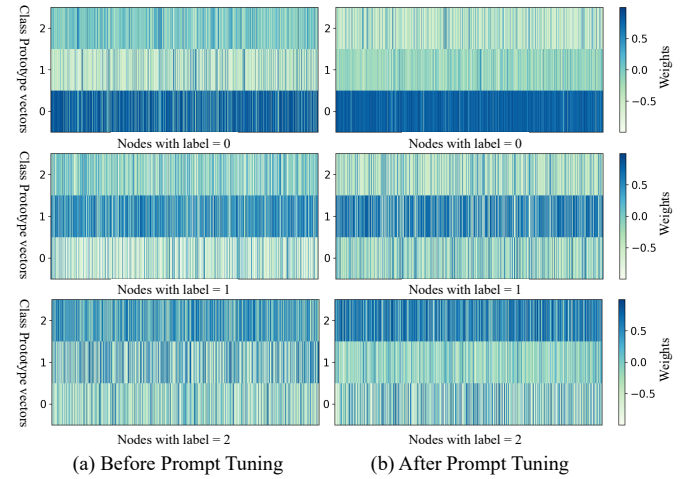 Class Prototype vectors
2
1
0
Nodes with label = 0
2
1
0
Nodes with label = 0
0.5
0.0
−0.5
Weights
Class Prototype vectors
2
1
0
Nodes with label = 1
2
1
0
Nodes with label = 1
0.5
0.0
−0.5
Weights
Class Prototype vectors
2
1
0
Nodes with label = 2
2
1
0
Nodes with label = 2
0.5
0.0
−0.5
Weights
(a) Before Prompt Tuning
(b) After Prompt Tuning